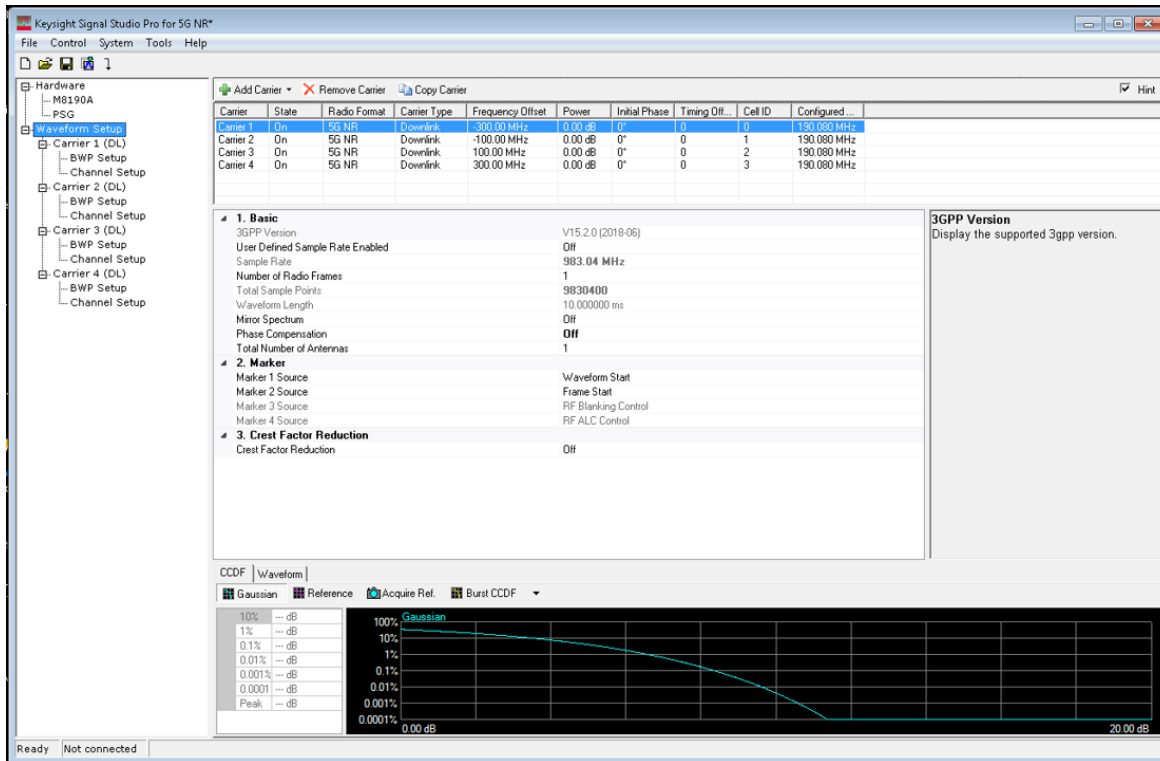 Keysight Signal Studio Pro for 5G NR*
File Control System Tools Help
Hardware
M8190A
PSG
Waveform Setup
Carrier 1 (DL)
BWP Setup
Channel Setup
Carrier 2 (DL)
BWP Setup
Channel Setup
Carrier 3 (DL)
BWP Setup
Channel Setup
Carrier 4 (DL)
BWP Setup
Channel Setup
Add Carrier Remove Carrier Copy Carrier Hint
Carrier State Radio Format Carrier Type Frequency Offset Power Initial Phase Timing Off... Cell ID Configured ...
Carrier 1 On 5G NR Downlink -300.00 MHz 0.00 dB 0° 0 0 190.080 MHz
Carrier 2 On 5G NR Downlink -100.00 MHz 0.00 dB 0° 0 1 190.080 MHz
Carrier 3 On 5G NR Downlink 100.00 MHz 0.00 dB 0° 0 2 190.080 MHz
Carrier 4 On 5G NR Downlink 300.00 MHz 0.00 dB 0° 0 3 190.080 MHz
1. Basic
3GPP Version V15.2.0 (2018-06)
User Defined Sample Rate Enabled Off
Sample Rate 983.04 MHz
Number of Radio Frames 1
Total Sample Points 9830400
Waveform Length 10.000000 ms
Mirror Spectrum Off
Phase Compensation Off
Total Number of Antennas 1
2. Marker
Marker 1 Source Waveform Start
Marker 2 Source Frame Start
Marker 3 Source RF Blanking Control
Marker 4 Source RF ALC Control
3. Crest Factor Reduction
Crest Factor Reduction Off
3GPP Version
Display the supported 3gpp version.
CCDF Waveform
Gaussian Reference Acquire Ref. Burst CCDF
10% --- dB
1% --- dB
0.1% --- dB
0.01% --- dB
0.001% --- dB
0.0001 --- dB
Peak --- dB
Gaussian
100%
10%
1%
0.1%
0.01%
0.001%
0.0001%
0.00 dB 20.00 dB
Ready Not connected